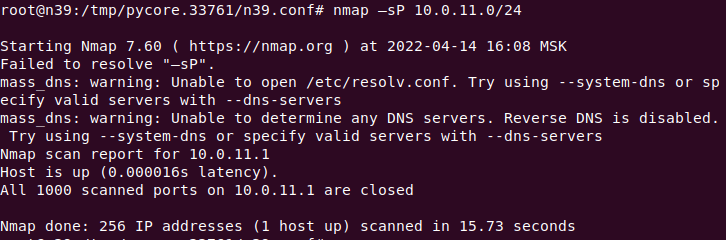 root@n39:/tmp/pycore.33761/n39.conf# nmap –sP 10.0.11.0/24
Starting Nmap 7.60 ( https://nmap.org ) at 2022-04-14 16:08 MSK
Failed to resolve "–sP".
mass_dns: warning: Unable to open /etc/resolv.conf. Try using --system-dns or sp
ecify valid servers with --dns-servers
mass_dns: warning: Unable to determine any DNS servers. Reverse DNS is disabled.
 Try using --system-dns or specify valid servers with --dns-servers
Nmap scan report for 10.0.11.1
Host is up (0.000016s latency).
All 1000 scanned ports on 10.0.11.1 are closed
Nmap done: 256 IP addresses (1 host up) scanned in 15.73 seconds